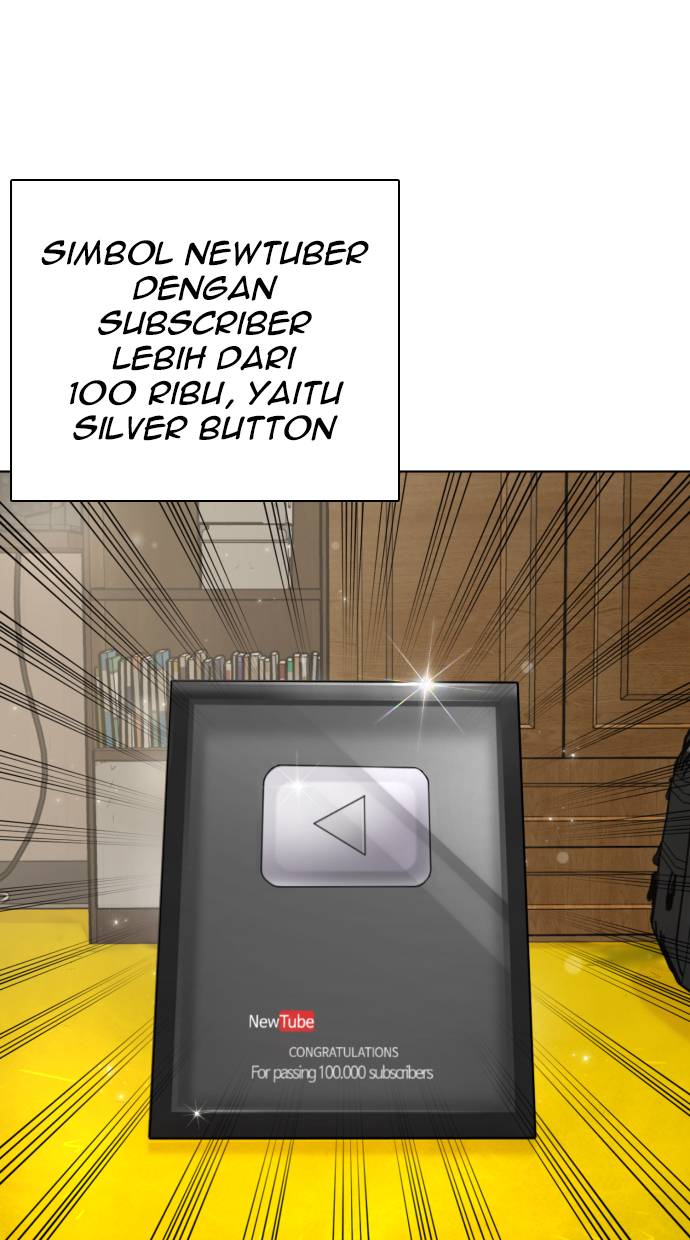 SIMBOL NEWTUBER
DENGAN
SUBSCRIBER
LEBIH DARI
100 RIBU, YAITU
SILVER BUTTON
NewTube
CONGRATULATIONS
For passing 100.000 subscribers